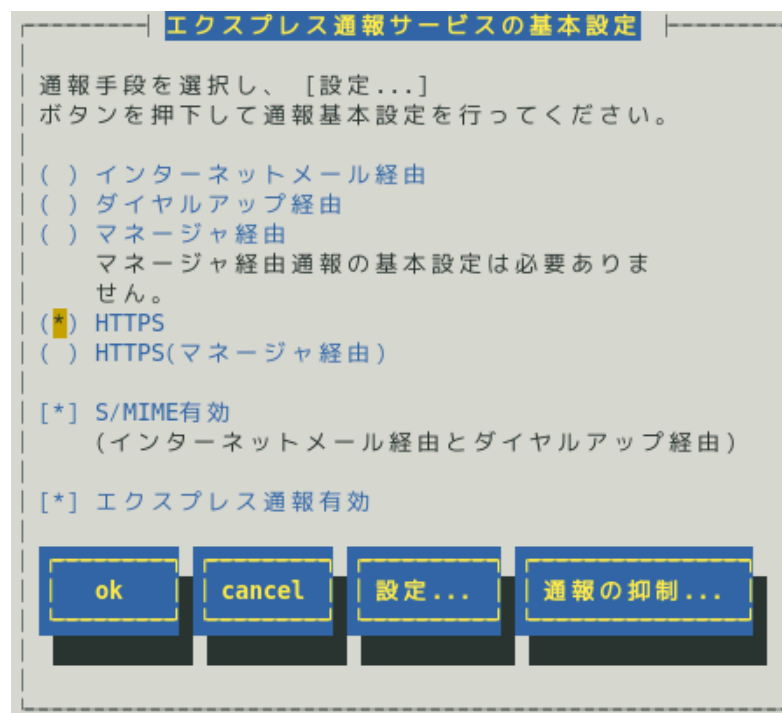 エクスプレス通報サービスの基本設定
通報手段を選択し、 [設定...]
ボタンを押下して通報基本設定を行ってください。
( ) インターネットメール経由
( ) ダイヤルアップ経由
( ) マネージャ経由
マネージャ経由通報の基本設定は必要ありま
せん。
(*) HTTPS
( ) HTTPS(マネージャ経由)
[*] S/MIME有効
(インターネットメール経由とダイヤルアップ経由)
[*] エクスプレス通報有効
ok cancel 設定... 通報の抑制...